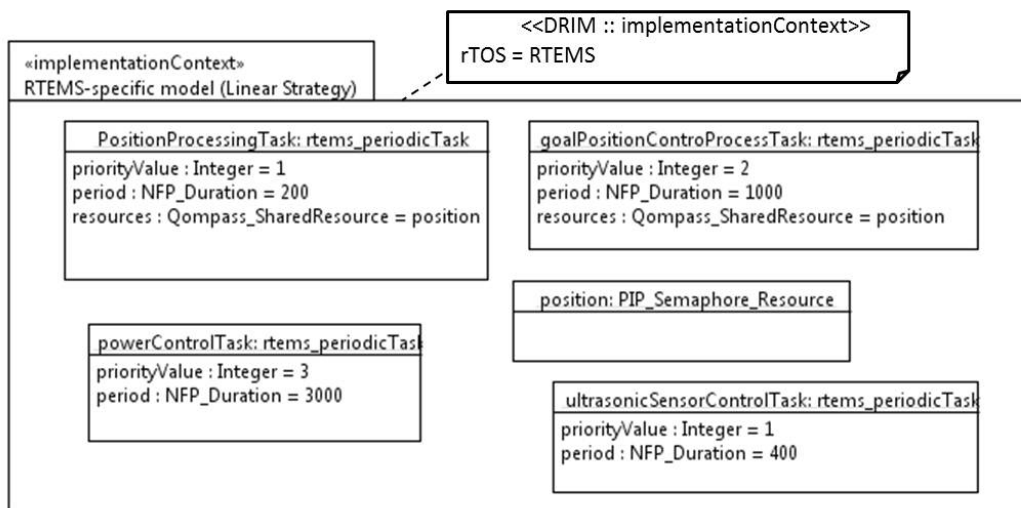 <<DRIM :: implementationContext>>
rTOS = RTEMS
«implementationContext»
RTEMS-specific model (Linear Strategy)
PositionProcessingTask: rtems_periodicTask
priorityValue : Integer = 1
period : NFP_Duration = 200
resources : Qompass_SharedResource = position
goalPositionControProcessTask: rtems_periodicTask
priorityValue : Integer = 2
period : NFP_Duration = 1000
resources : Qompass_SharedResource = position
position: PIP_Semaphore_Resource
powerControlTask: rtems_periodicTask
priorityValue : Integer = 3
period : NFP_Duration = 3000
ultrasonicSensorControlTask: rtems_periodicTask
priorityValue : Integer = 1
period : NFP_Duration = 400